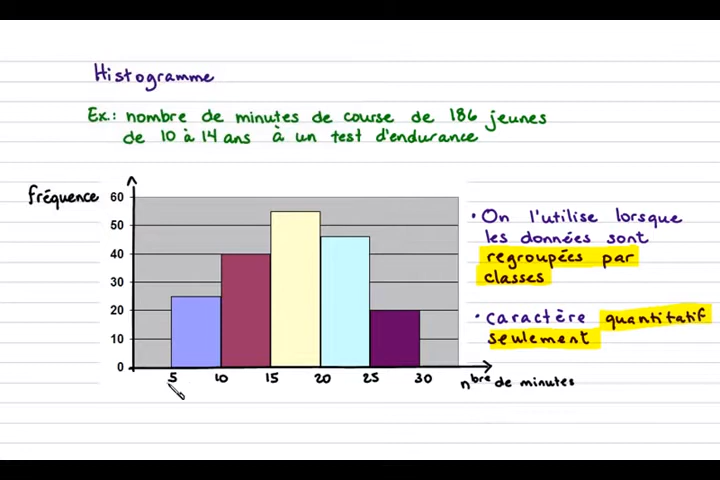 Histogramme
Ex.: nombre de minutes de course de 186 jeunes
de 10 à 14 ans à un test d'endurance
fréquence
60
50
40
30
20
10
0
5 10 15 20 25 30 nbre de minutes
• On l'utilise lorsque
les données sont
regroupées par
classes
• caractère quantitatif
seulement